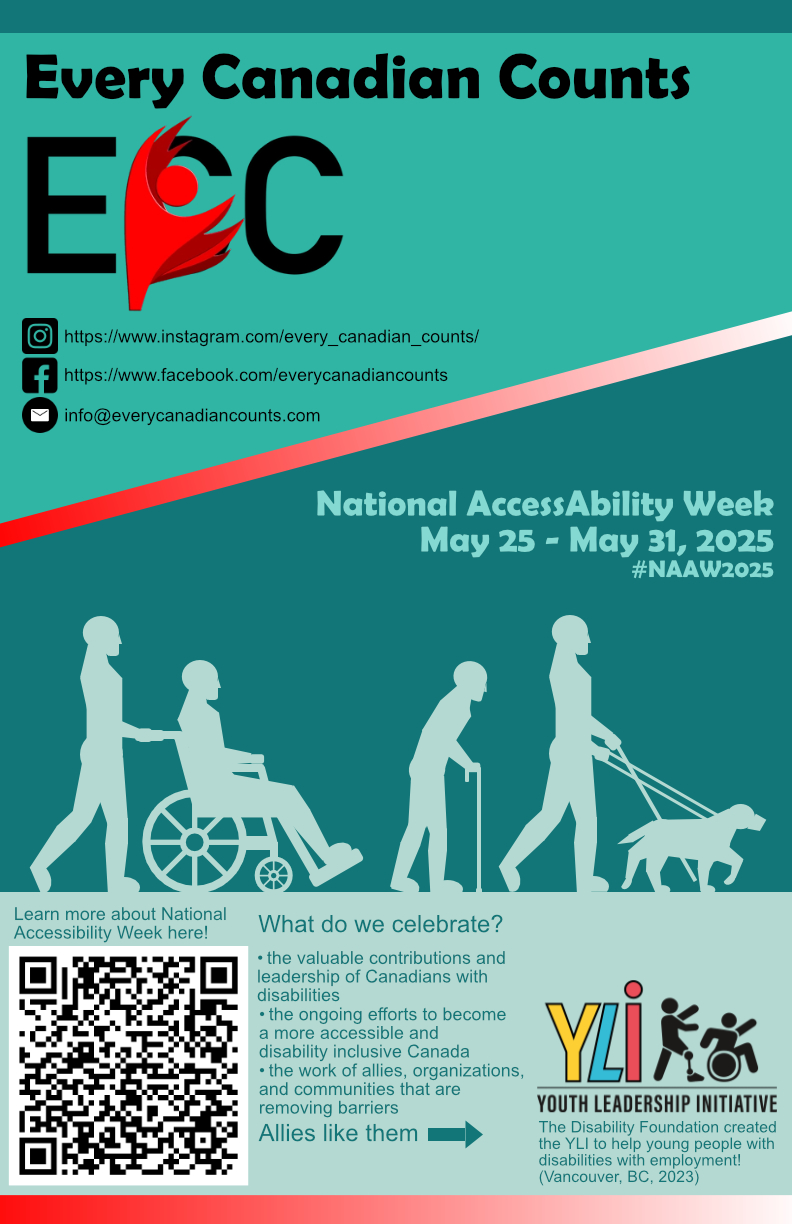 Every Canadian Counts
ECC
https://www.instagram.com/every_canadian_counts/
https://www.facebook.com/everycanadiancounts
info@everycanadiancounts.com
National AccessAbility Week
May 25 - May 31, 2025
#NAAW2025
Learn more about National
Accessibility Week here!
What do we celebrate?
• the valuable contributions and
leadership of Canadians with
disabilities
• the ongoing efforts to become
a more accessible and
disability inclusive Canada
• the work of allies, organizations,
and communities that are
removing barriers
Allies like them
YLi
YOUTH LEADERSHIP INITIATIVE
The Disability Foundation created
the YLI to help young people with
disabilities with employment!
(Vancouver, BC, 2023)